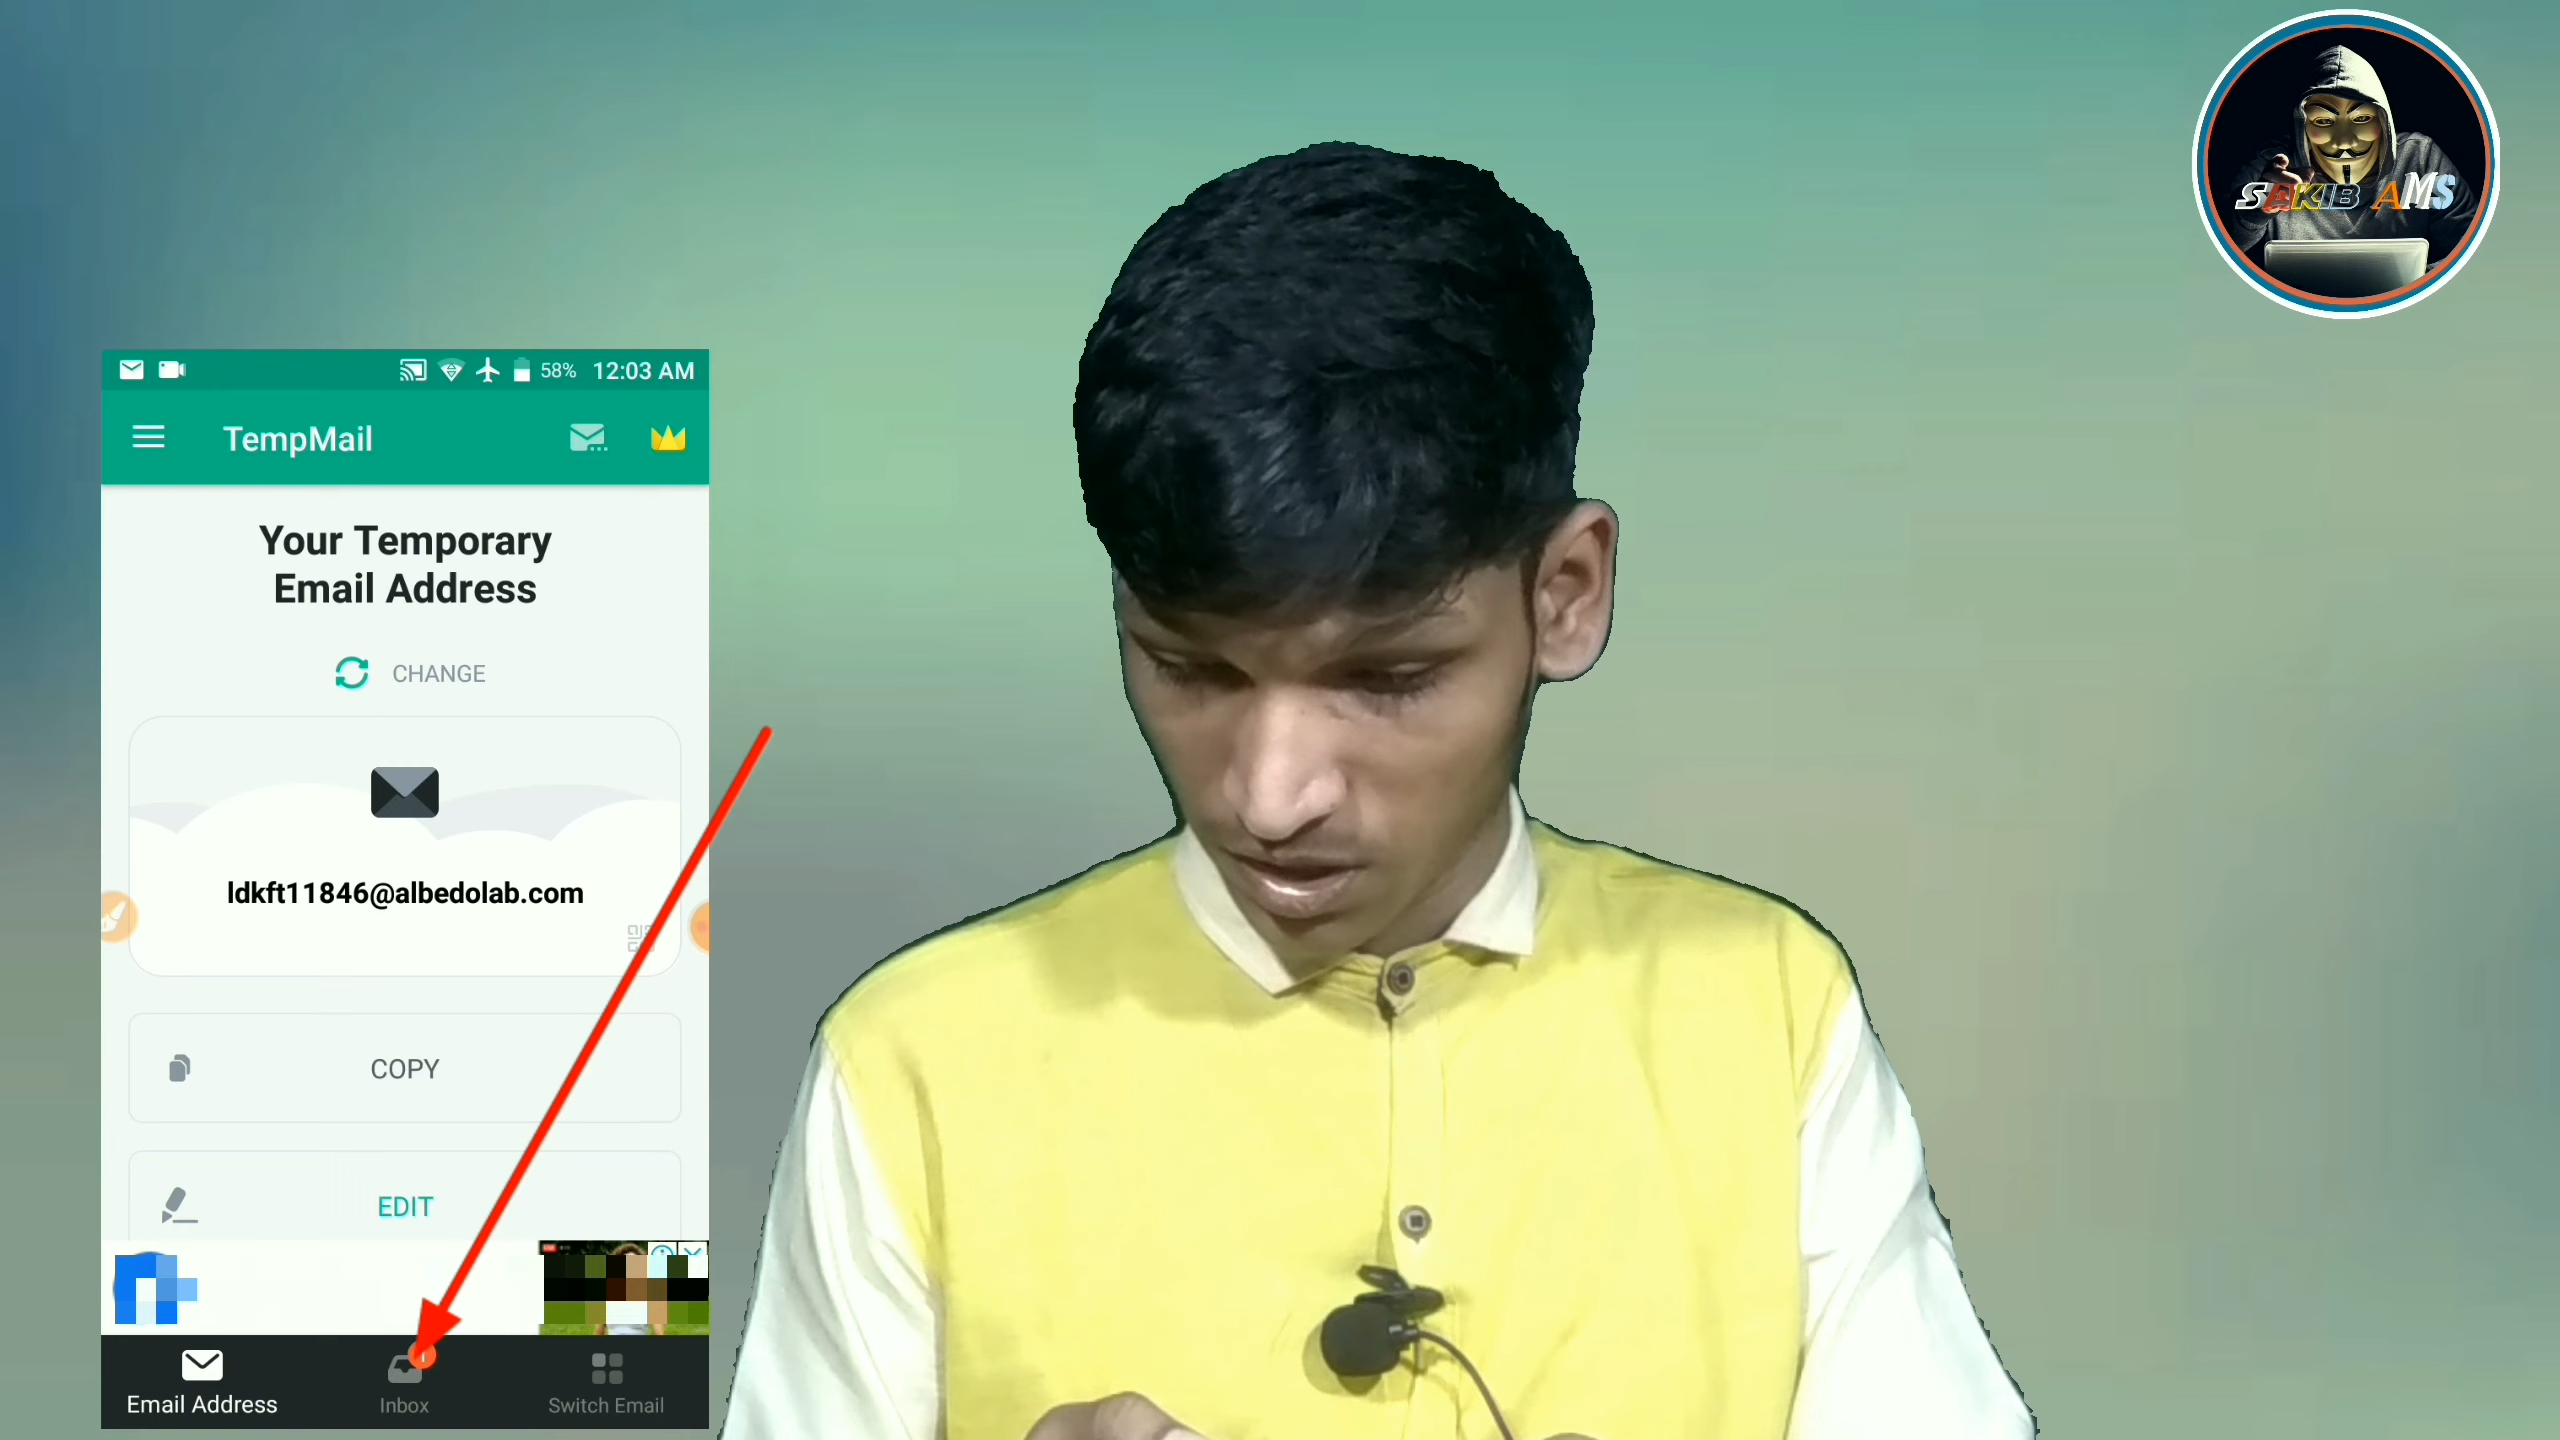 SAKIB AMS
58% 12:03 AM
TempMail
Your Temporary
Email Address
CHANGE
ldkft11846@albedolab.com
COPY
EDIT
Email Address
Inbox
Switch Email